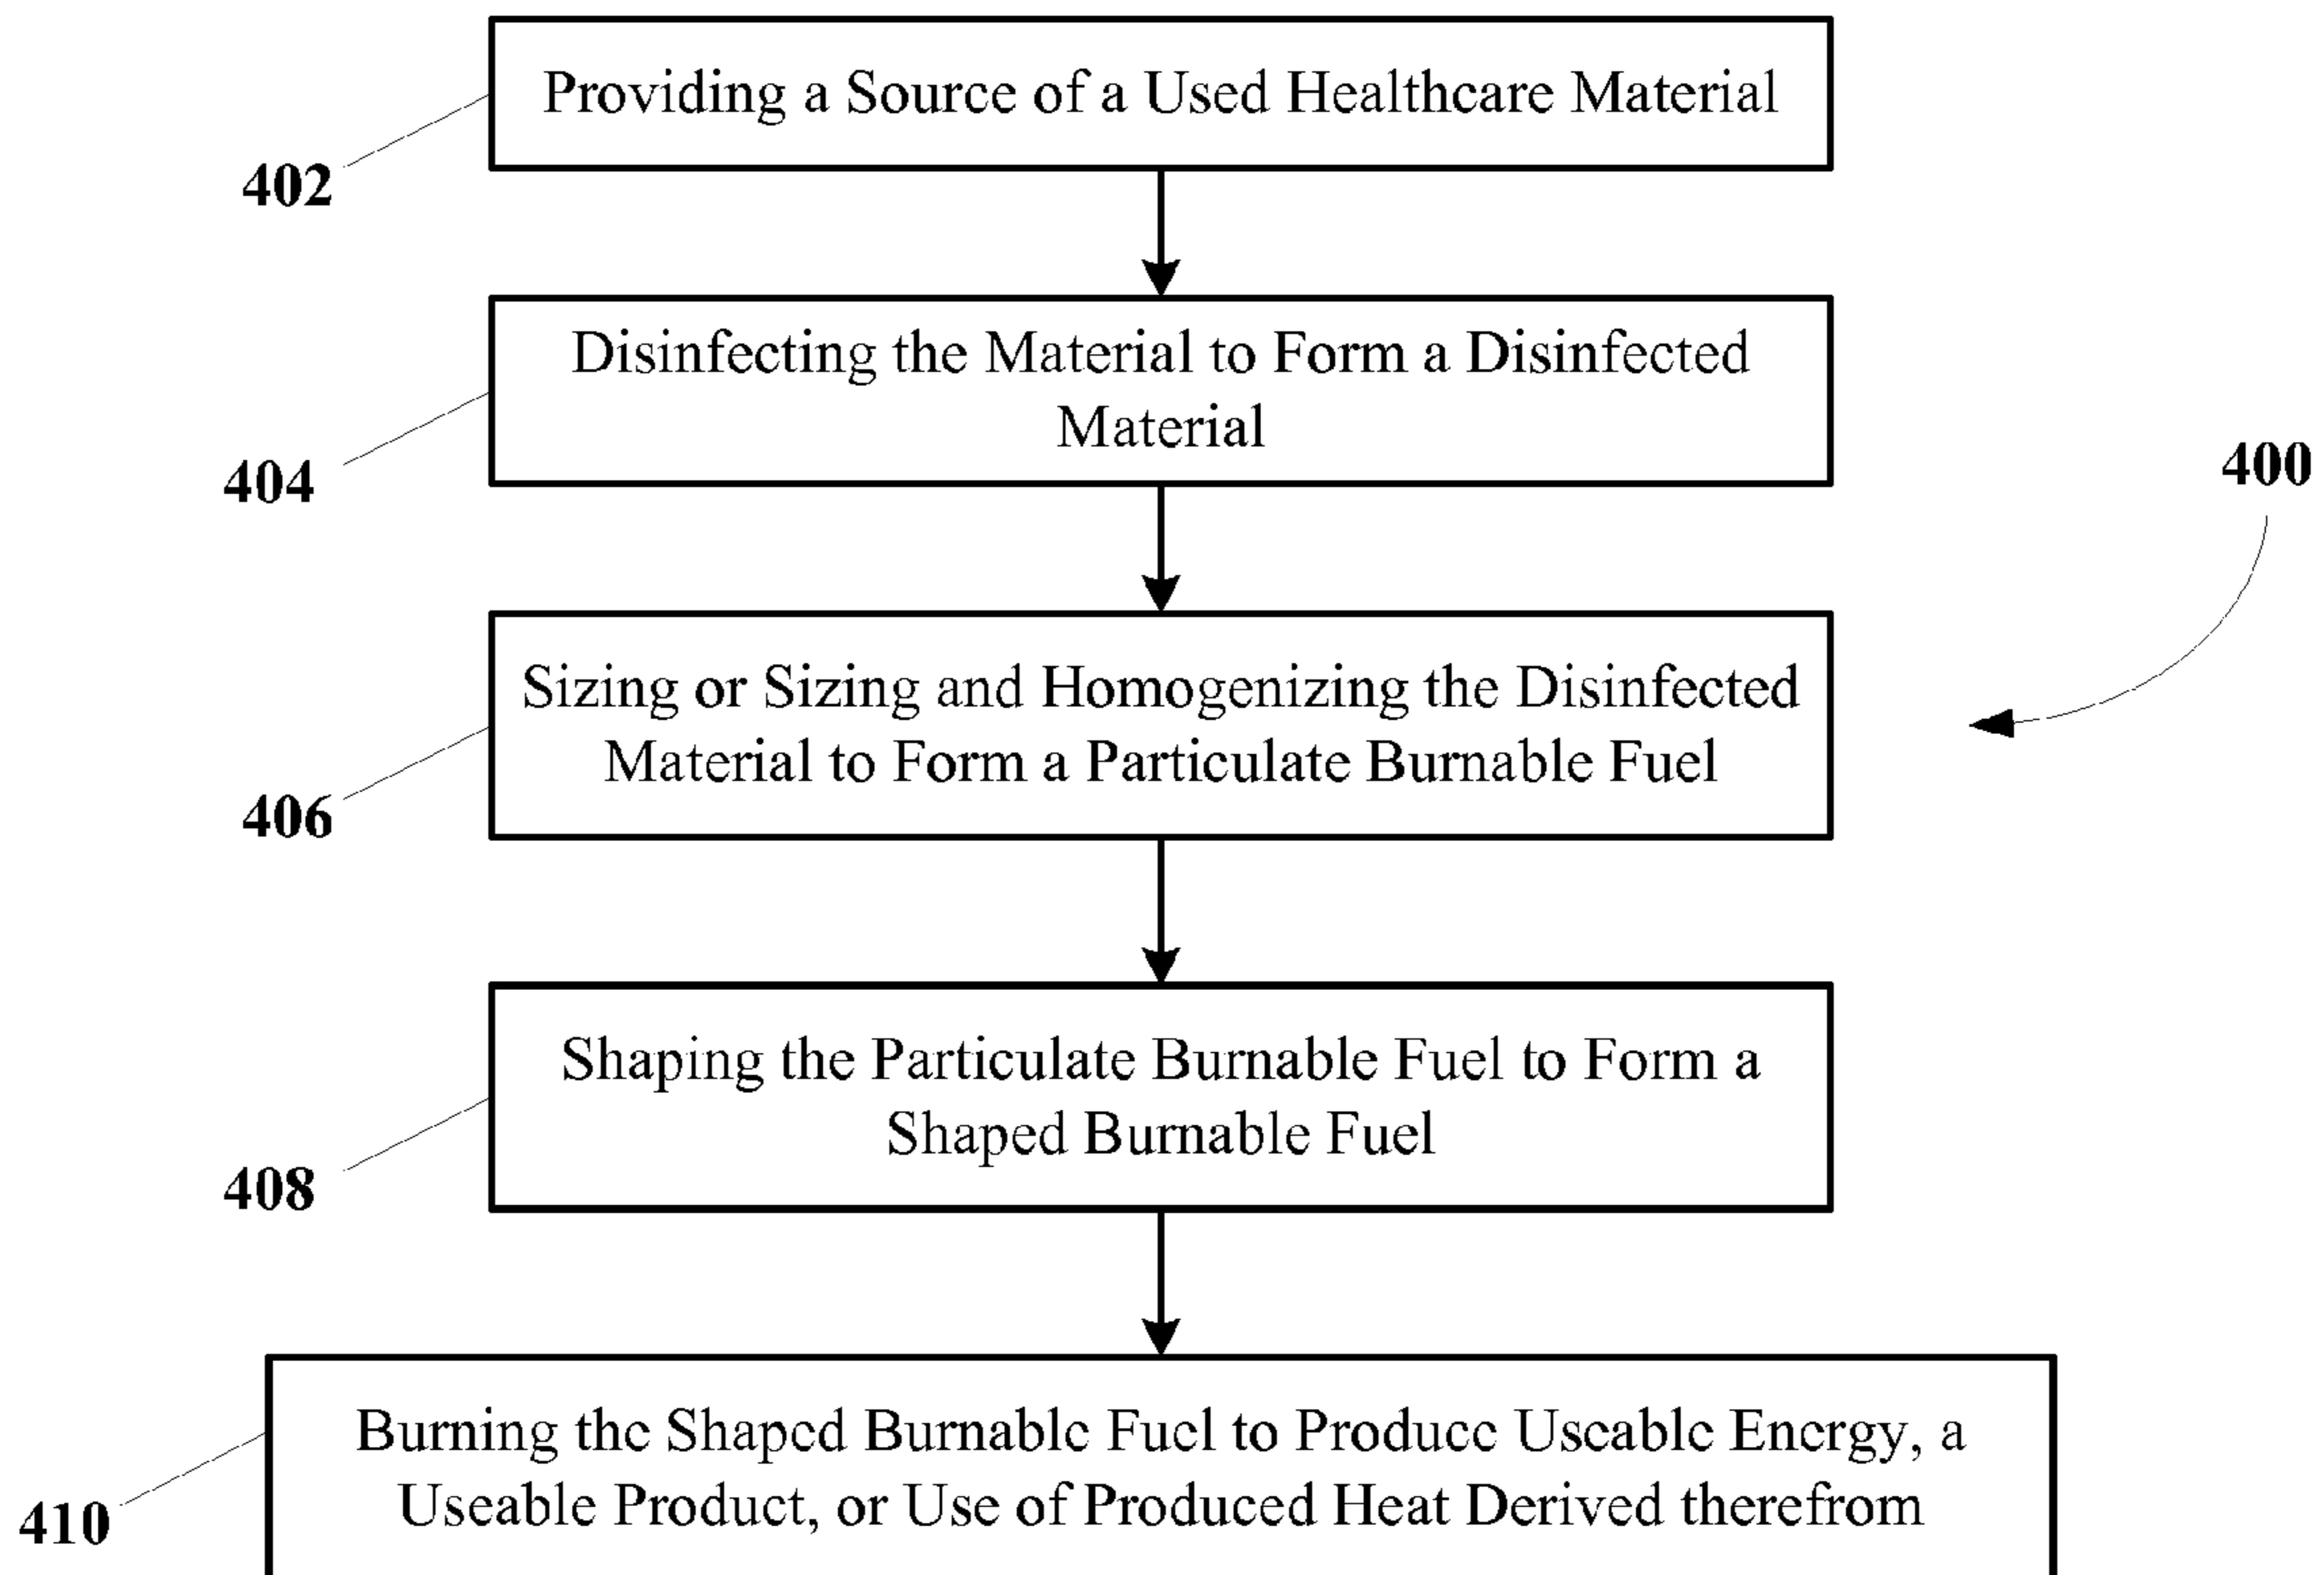 Providing a Source of a Used Healthcare Material
402
Disinfecting the Material to Form a Disinfected
Material
404
400
Sizing or Sizing and Homogenizing the Disinfected
Material to Form a Particulate Burnable Fuel
406
Shaping the Particulate Burnable Fuel to Form a
Shaped Burnable Fuel
408
Burning the Shaped Burnable Fuel to Produce Useable Energy, a
Useable Product, or Use of Produced Heat Derived therefrom
410